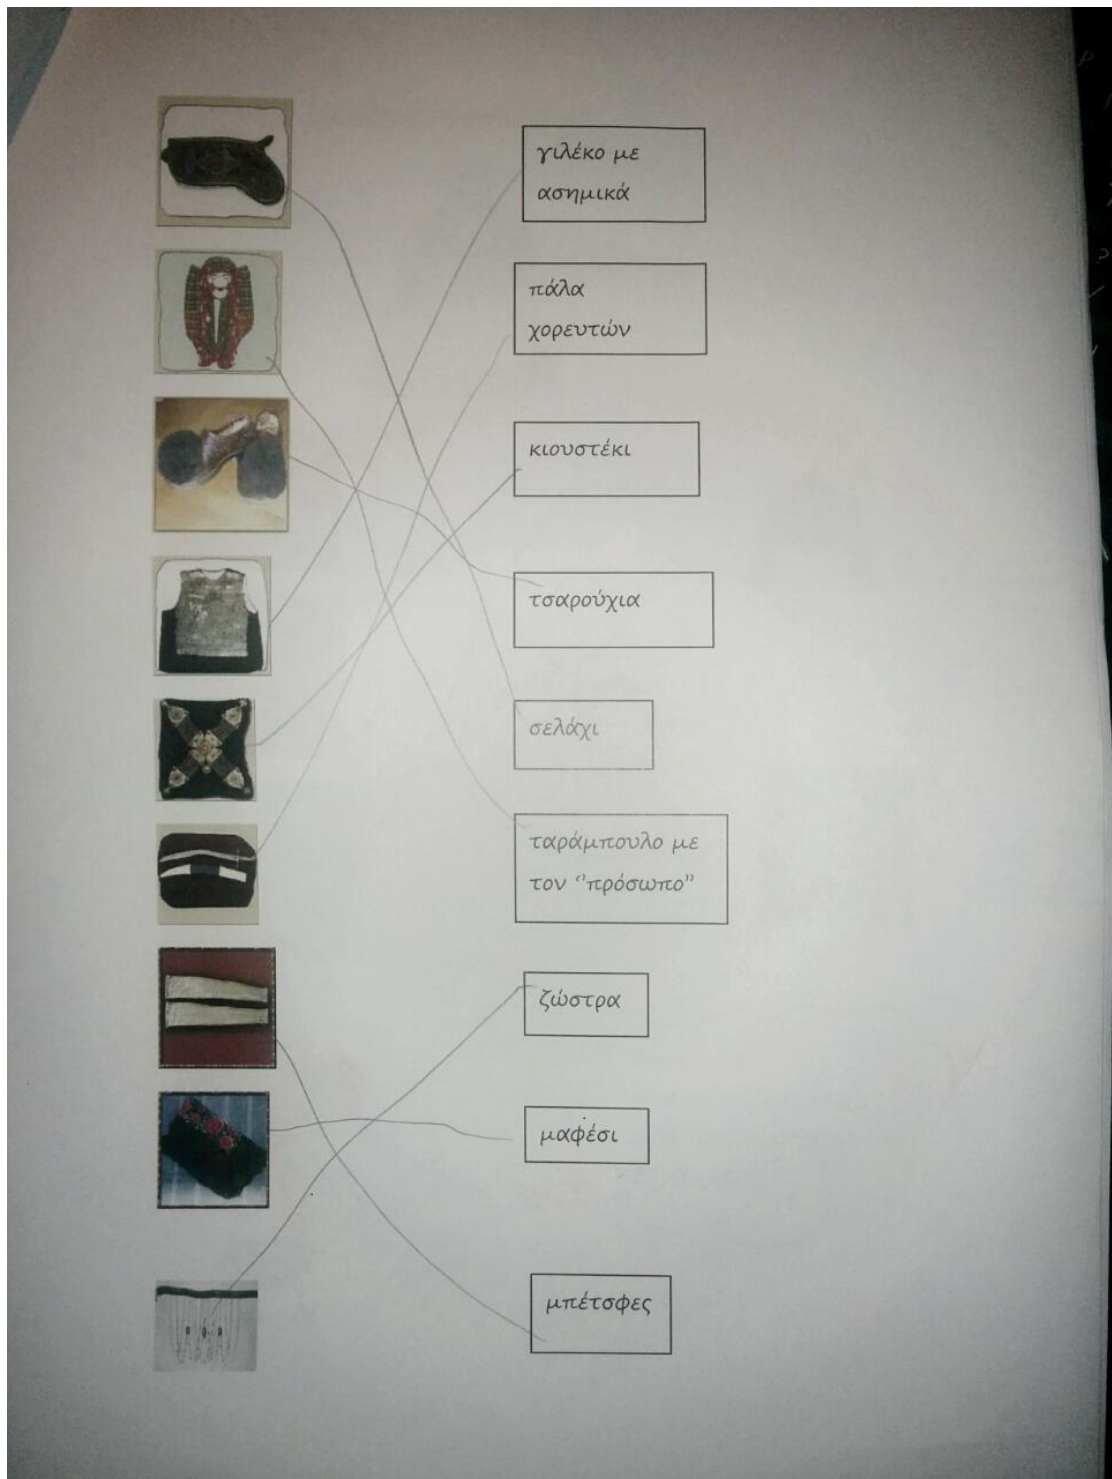 γιλέκο με
ασημικά
πάλα
χορευτών
κιουστέκι
τσαρούχια
σελάχι
ταράμπουλο με
τον ‘’πρόσωπο’’
ζώστρα
μαφέσι
μπέτσφες